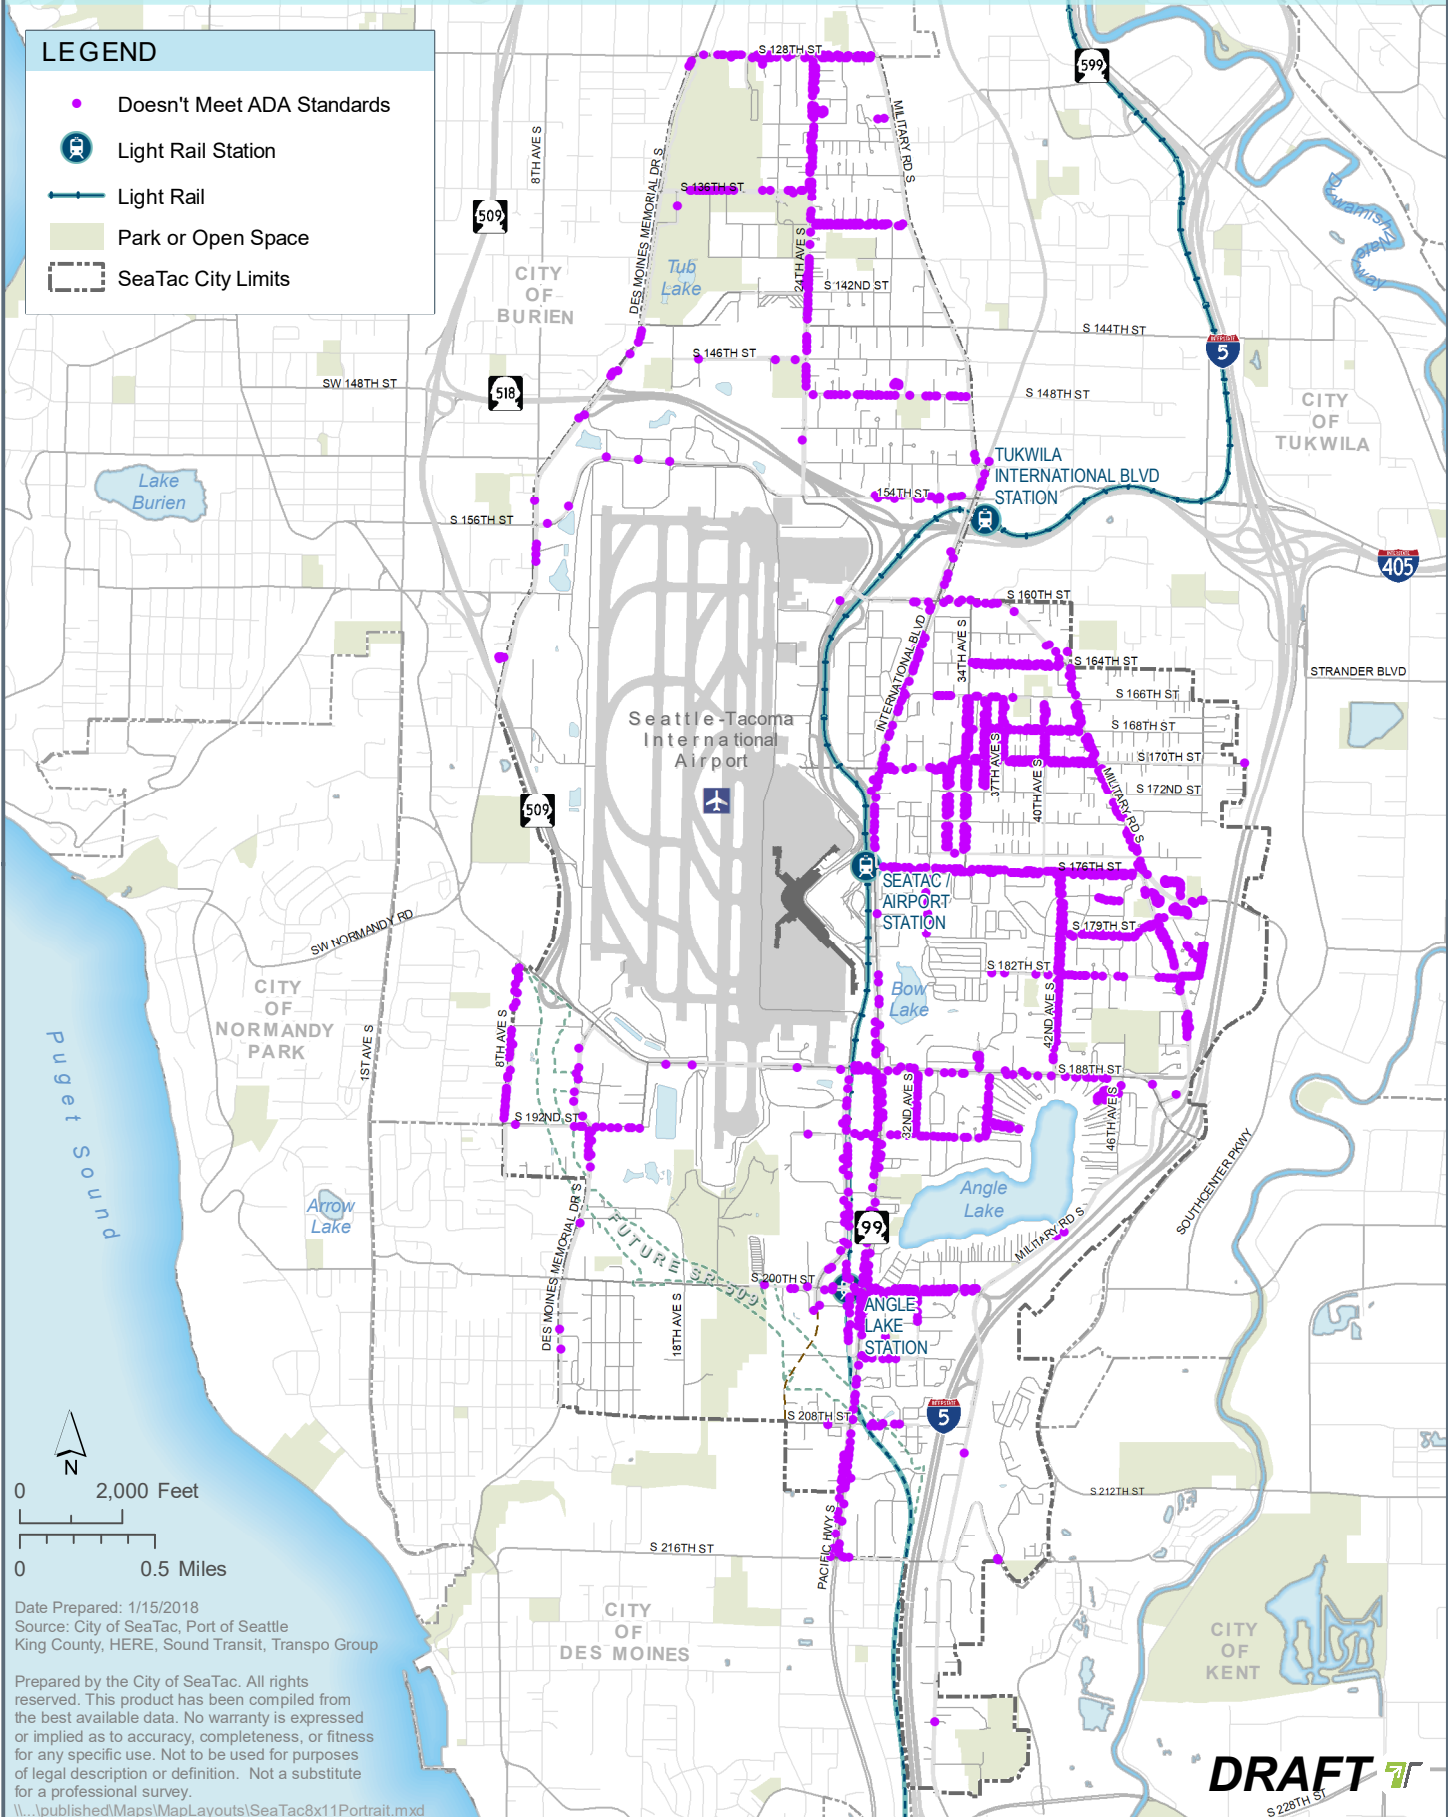 LEGEND
Doesn't Meet ADA Standards
Light Rail Station
Light Rail
Park or Open Space
SeaTac City Limits
S 128TH ST
599
MILITARY RD S
8TH AVE S
DES MOINES MEMORIAL DR S
S 136TH ST
509
Duwamish Waterway
24TH AVE S
CITY
OF
BURIEN
Tub
Lake
S 142ND ST
S 144TH ST
INTERSTATE
5
S 146TH ST
SW 148TH ST
518
S 148TH ST
CITY
OF
TUKWILA
TUKWILA
INTERNATIONAL BLVD
STATION
Lake
Burien
154TH ST
S 156TH ST
INTERSTATE
405
S 160TH ST
INTERNATIONAL BLVD
34TH AVE S
S 164TH ST
STRANDER BLVD
S 166TH ST
Seattle-Tacoma
International
Airport
S 168TH ST
37TH AVE S
S 170TH ST
40TH AVE S
MILITARY RD S
S 172ND ST
509
S 176TH ST
SEATAC /
AIRPORT
STATION
SW NORMANDY RD
S 179TH ST
S 182TH ST
CITY
OF
NORMANDY
PARK
Bow
Lake
42ND AVE S
8TH AVE S
1ST AVE S
Puget Sound
S 188TH ST
32ND AVE S
46TH AVE S
S 192ND ST
SOUTHCENTER PKWY
Angle
Lake
Arrow
Lake
99
MILITARY RD S
FUTURE SR 509
DES MOINES MEMORIAL DR S
S 200TH ST
18TH AVE S
ANGLE
LAKE
STATION
S 208TH ST
INTERSTATE
5
N
0 2,000 Feet
S 212TH ST
PACIFIC HWY S
S 216TH ST
0 0.5 Miles
CITY
OF
DES MOINES
CITY
OF
KENT
Date Prepared: 1/15/2018
Source: City of SeaTac, Port of Seattle
King County, HERE, Sound Transit, Transpo Group
Prepared by the City of SeaTac. All rights
reserved. This product has been compiled from
the best available data. No warranty is expressed
or implied as to accuracy, completeness, or fitness
for any specific use. Not to be used for purposes
of legal description or definition. Not a substitute
for a professional survey.
\\...\published\Maps\MapLayouts\SeaTac8x11Portrait.mxd
DRAFT
S 228TH ST